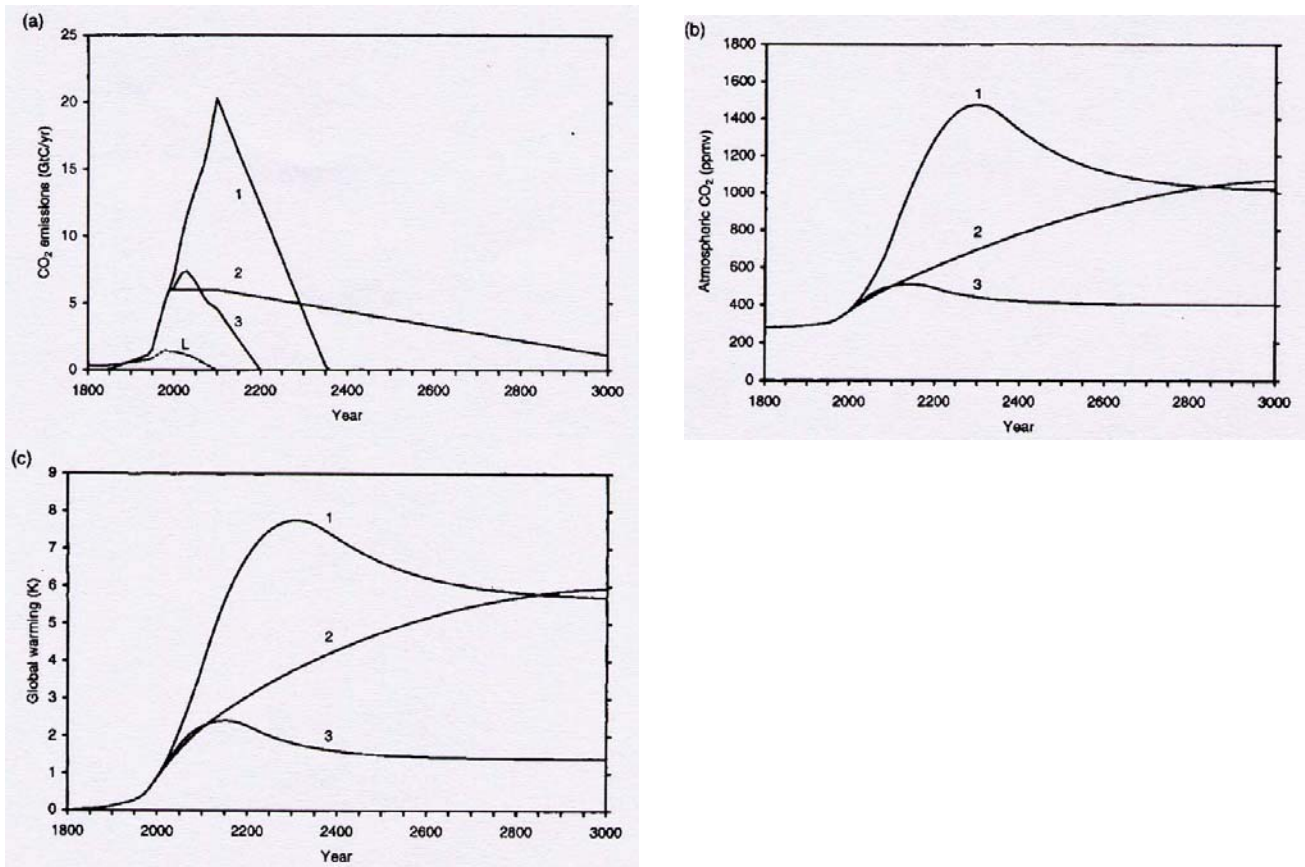 (a)
25
20
15
10
5
0
CO2 emissions (GtC/yr)
1
2
3
L
1800 2000 2200 2400 2600 2800 3000
Year
(b)
1800
1600
1400
1200
1000
800
600
400
200
0
Atmospheric CO2 (ppmv)
1
2
3
1800 2000 2200 2400 2600 2800 3000
Year
(c)
9
8
7
6
5
4
3
2
1
0
Global warming (K)
1
2
3
1800 2000 2200 2400 2600 2800 3000
Year